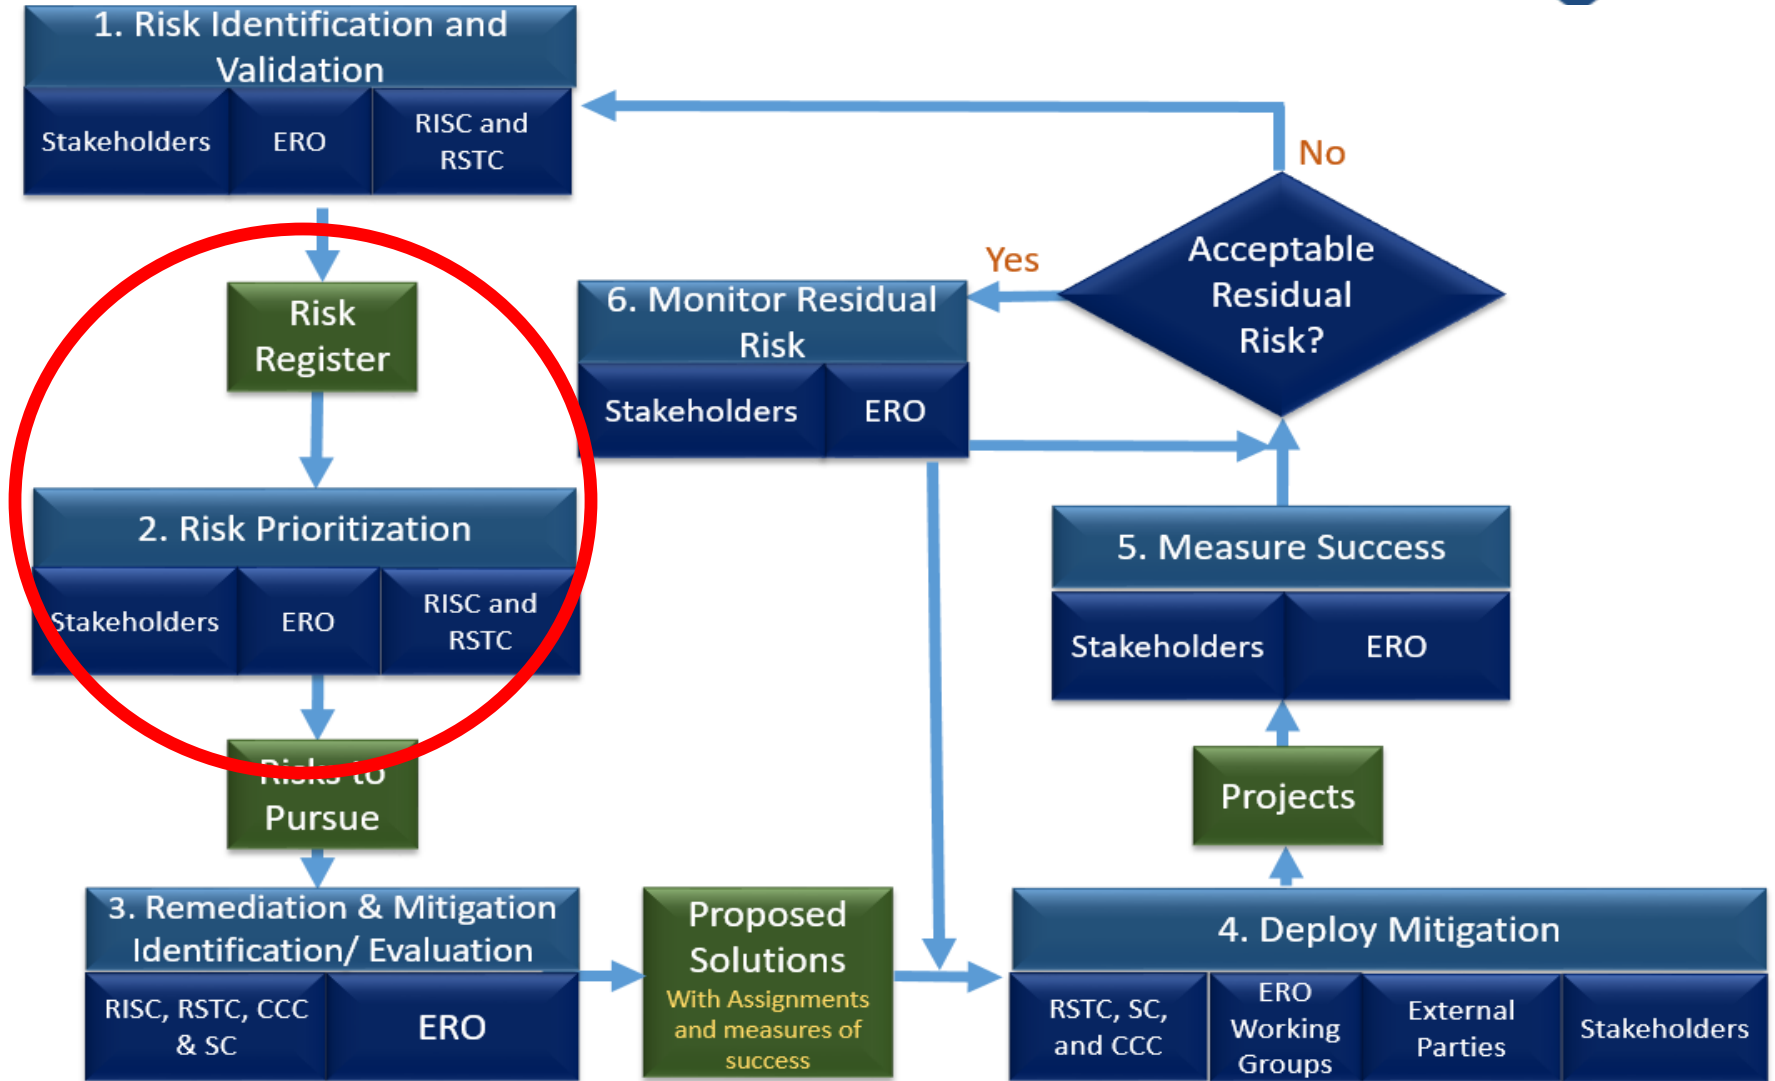 1. Risk Identification and
Validation
Stakeholders
ERO
RISC and
RSTC
No
Acceptable
Residual
Risk?
Yes
Risk
Register
6. Monitor Residual
Risk
Stakeholders
ERO
2. Risk Prioritization
Stakeholders
ERO
RISC and
RSTC
5. Measure Success
Stakeholders
ERO
Risks to
Pursue
Projects
3. Remediation & Mitigation
Identification/ Evaluation
RISC, RSTC, CCC
& SC
ERO
Proposed
Solutions
With Assignments
and measures of
success
4. Deploy Mitigation
RSTC, SC,
and CCC
ERO
Working
Groups
External
Parties
Stakeholders